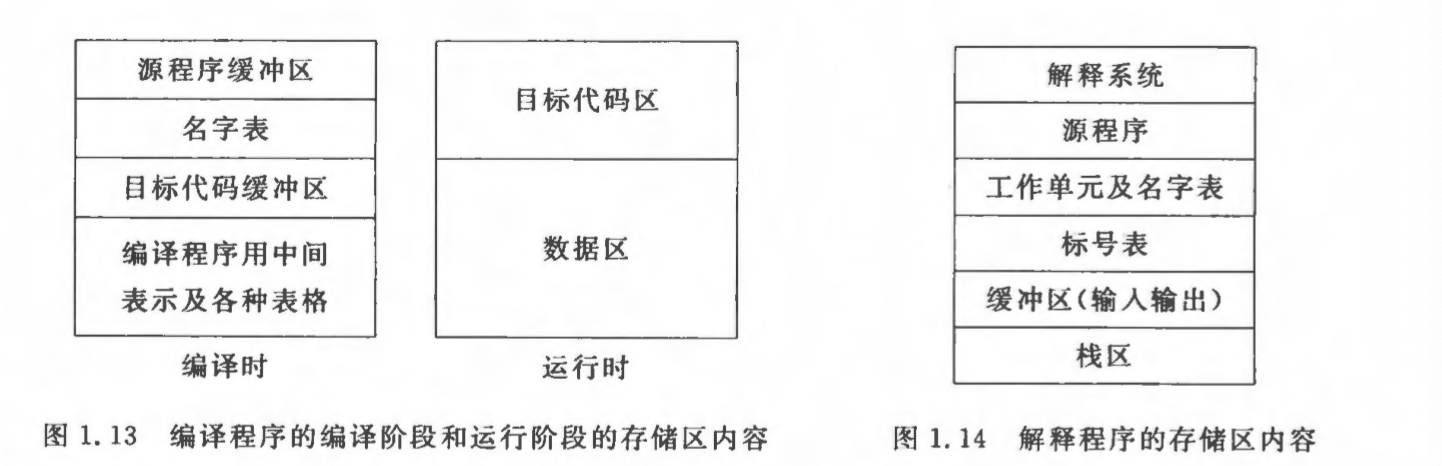 源程序缓冲区
名字表
目标代码缓冲区
编译程序用中间
表示及各种表格
编译时
目标代码区
数据区
运行时
图 1.13 编译程序的编译阶段和运行阶段的存储区内容
解释系统
源程序
工作单元及名字表
标号表
缓冲区(输入输出)
栈区
图 1.14 解释程序的存储区内容